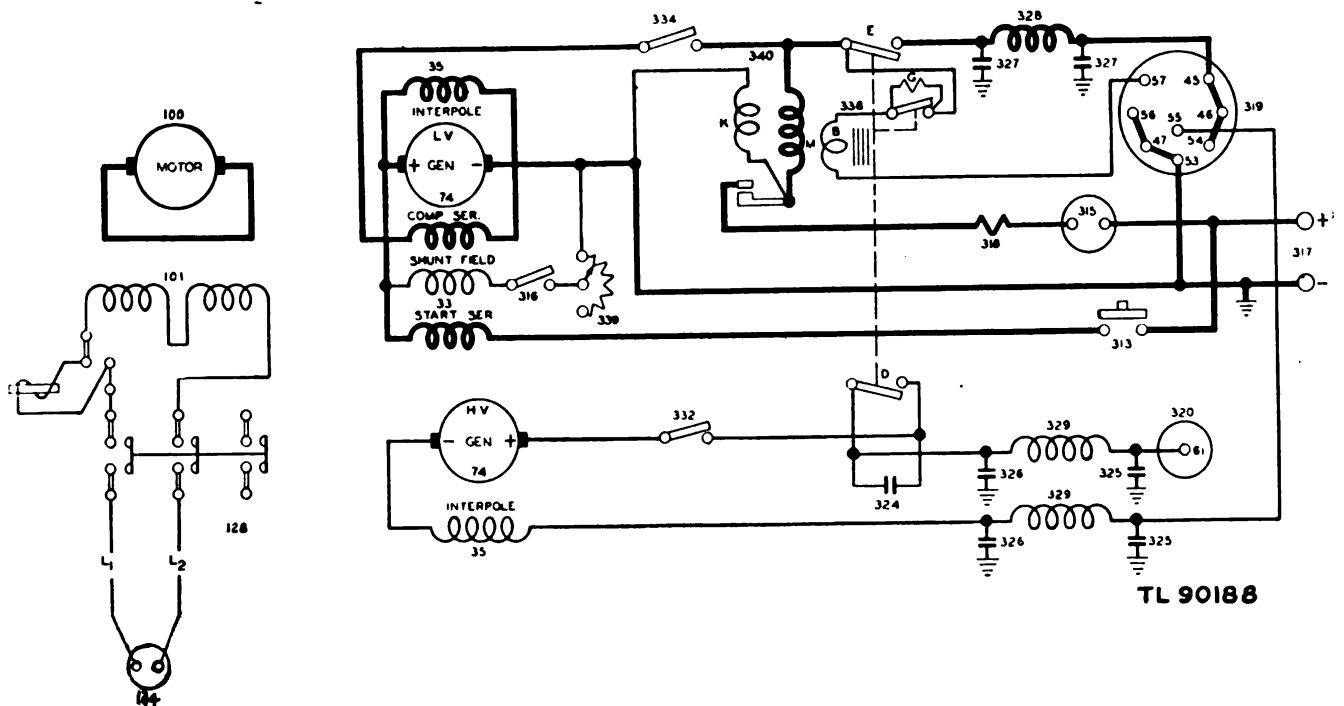 334
E
328
35
340
327
327
57
45
INTERPOLE
G
319
100
338
K
56
55
46
LV
B
M
47
54
MOTOR
+ GEN -
53
74
COMP SER.
315
+
318
317
SHUNT FIELD
101
316
-
33
339
START SER
313
D
HV
332
320
329
- GEN +
61
74
326
325
324
INTERPOLE
329
128
35
326
325
L1
L2
TL 90188